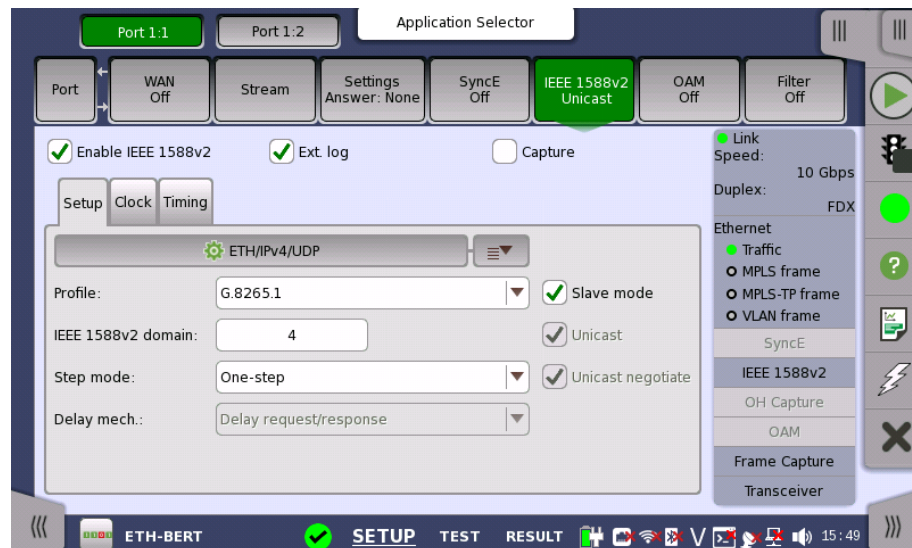 Port 1:1
Port 1:2
Application Selector
Port
WAN
Off
Stream
Settings
Answer: None
SyncE
Off
IEEE 1588v2
Unicast
OAM
Off
Filter
Off
Enable IEEE 1588v2
Ext. log
Capture
Setup
Clock
Timing
ETH/IPv4/UDP
Profile:
G.8265.1
Slave mode
IEEE 1588v2 domain:
4
Unicast
Step mode:
One-step
Unicast negotiate
Delay mech.:
Delay request/response
Link
Speed:
10 Gbps
Duplex:
FDX
Ethernet
Traffic
MPLS frame
MPLS-TP frame
VLAN frame
SyncE
IEEE 1588v2
OH Capture
OAM
Frame Capture
Transceiver
ETH-BERT
SETUP
TEST
RESULT
V
15:49